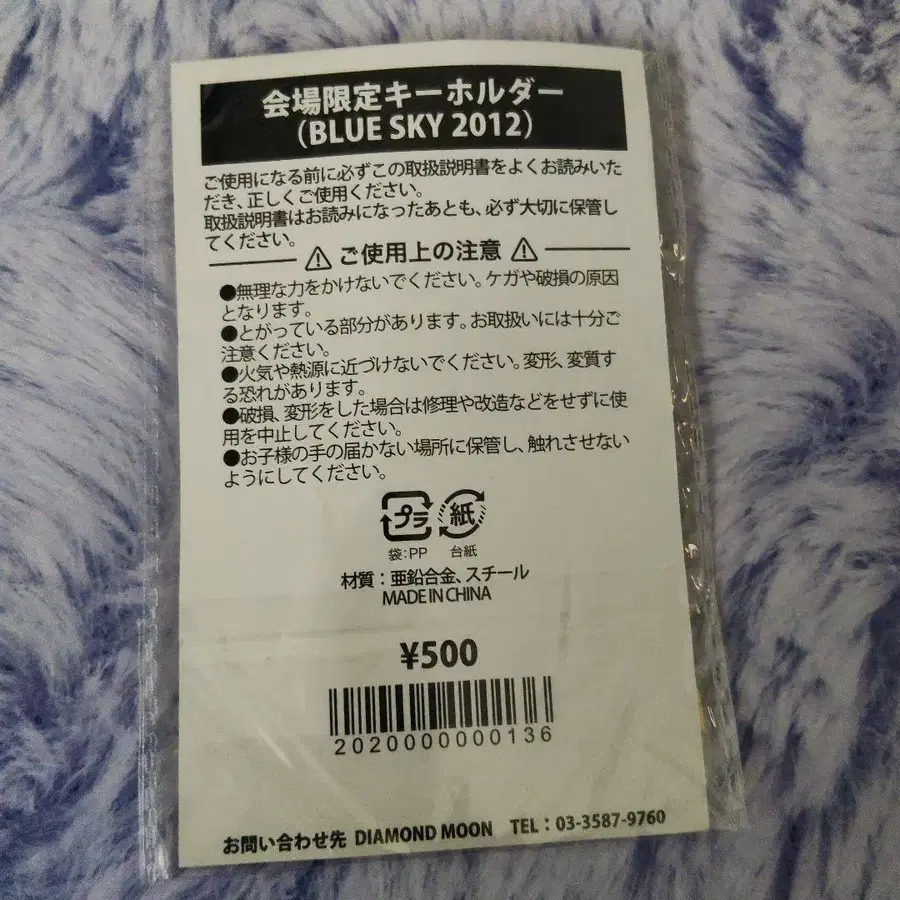 会場限定キーホルダー
(BLUE SKY 2012)
ご使用になる前に必ずこの取扱説明書をよくお読みいた
だき、正しくご使用ください。
取扱説明書はお読みになったあとも、必ず大切に保管し
てください。
ご使用上の注意
●無理な力をかけないでください。ケガや破損の原因
となります。
●とがっている部分があります。お取扱いには十分ご
注意ください。
●火気や熱源に近づけないでください。変形、変質す
る恐れがあります。
●破損、変形をした場合は修理や改造などをせずに使
用を中止してください。
●お子様の手の届かない場所に保管し、触れさせない
ようにしてください。
プラ 紙
袋:PP 台紙
材質:亜鉛合金、スチール
MADE IN CHINA
¥500
2020000000136
お問い合わせ先 DIAMOND MOON TEL:03-3587-9760